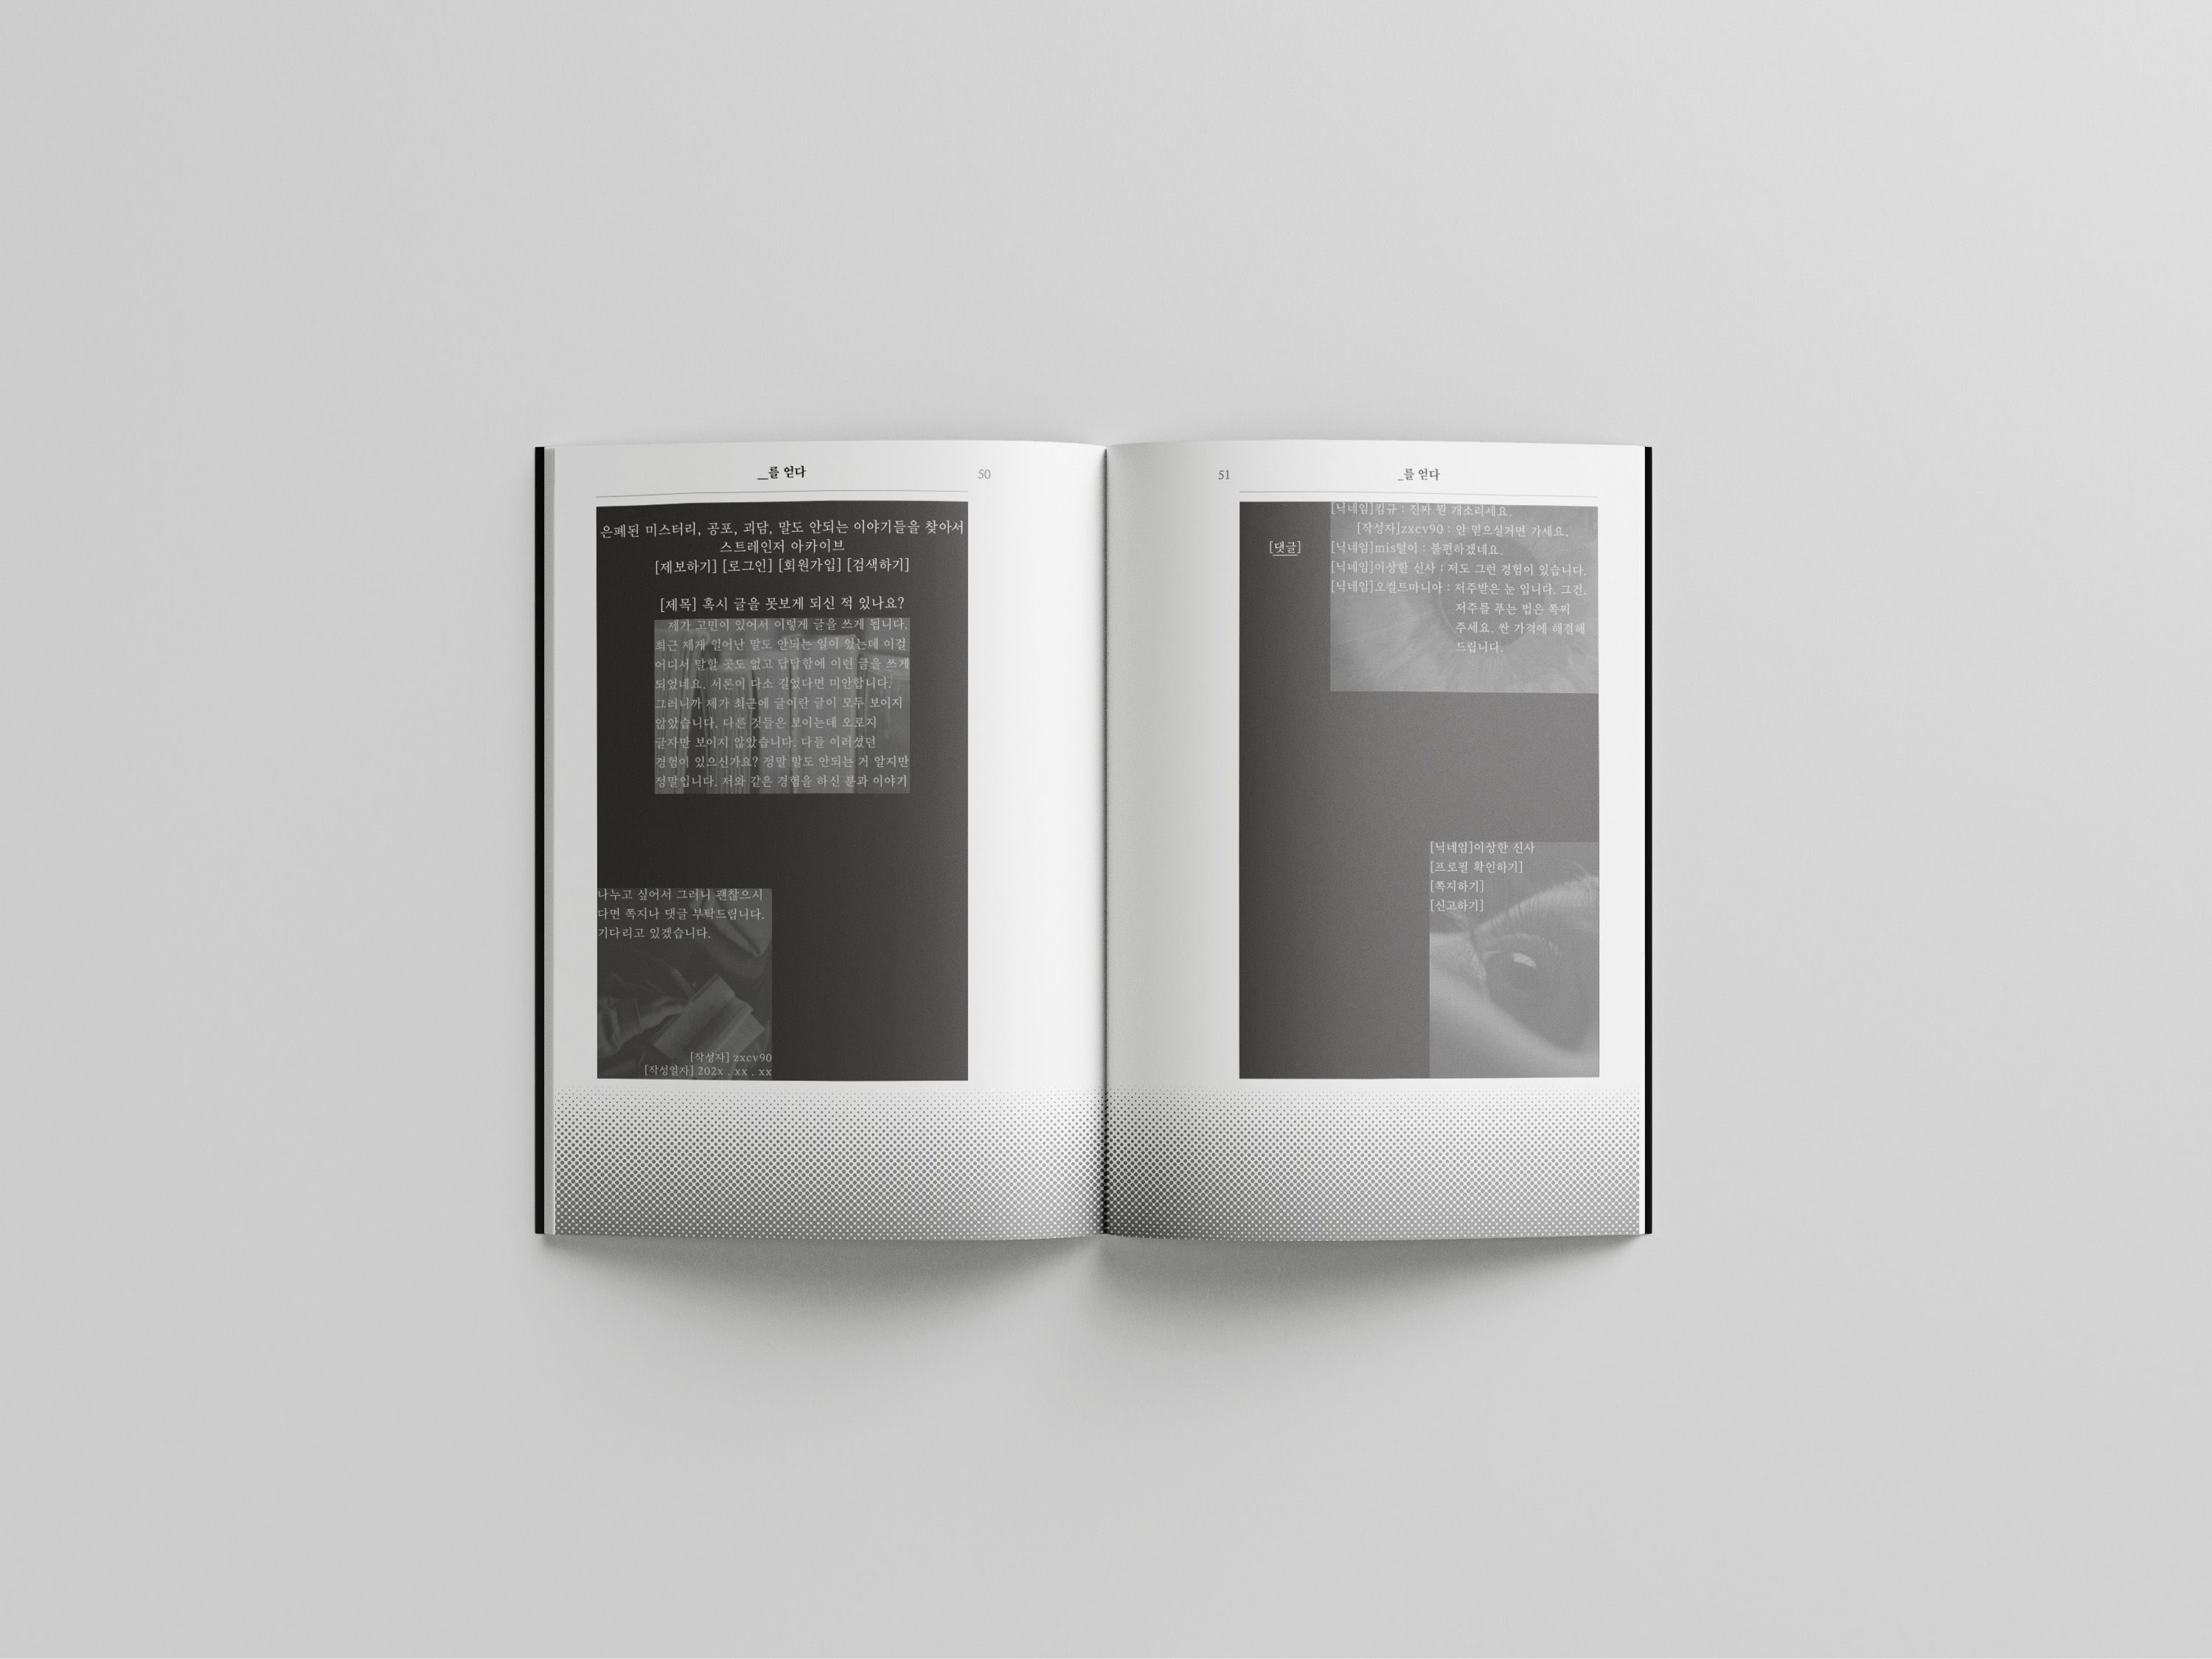 __를 얻다
50
은폐된 미스터리, 공포, 괴담, 말도 안되는 이야기들을 찾아서
스트레인저 아카이브
[제보하기] [로그인] [회원가입] [검색하기]
[제목] 혹시 글을 못보게 되신 적 있나요?
제가 고민이 있어서 이렇게 글을 쓰게 됩니다.
최근 제게 일어난 말도 안되는 일이 있는데 이걸
어디서 말할 곳도 없고 답답함에 이런 글을 쓰게
되었네요. 서론이 다소 길었다면 미안합니다.
그러니까 제가 최근에 글이란 글이 모두 보이지
않았습니다. 다른 것들은 보이는데 오로지
글자만 보이지 않았습니다. 다들 이러셨던
경험이 있으신가요? 정말 말도 안되는 거 알지만
정말입니다. 저와 같은 경험을 하신 분과 이야기
나누고 싶어서 그러니 괜찮으시
다면 쪽지나 댓글 부탁드립니다.
기다리고 있겠습니다.
[작성자] zxcv90
[작성일자] 202x . xx . xx
51
_를 얻다
[댓글]
[닉네임]킴규 : 진짜 뭔 개소리세요.
[작성자]zxcv90 : 안 믿으실거면 가세요.
[닉네임]mis털이 : 불편하겠네요.
[닉네임]이상한 신사 : 저도 그런 경험이 있습니다.
[닉네임]오컬트마니아 : 저주받은 눈 입니다. 그건.
저주를 푸는 법은 쪽찌
주세요. 싼 가격에 해결해
드립니다.
[닉네임]이상한 신사
[프로필 확인하기]
[쪽지하기]
[신고하기]